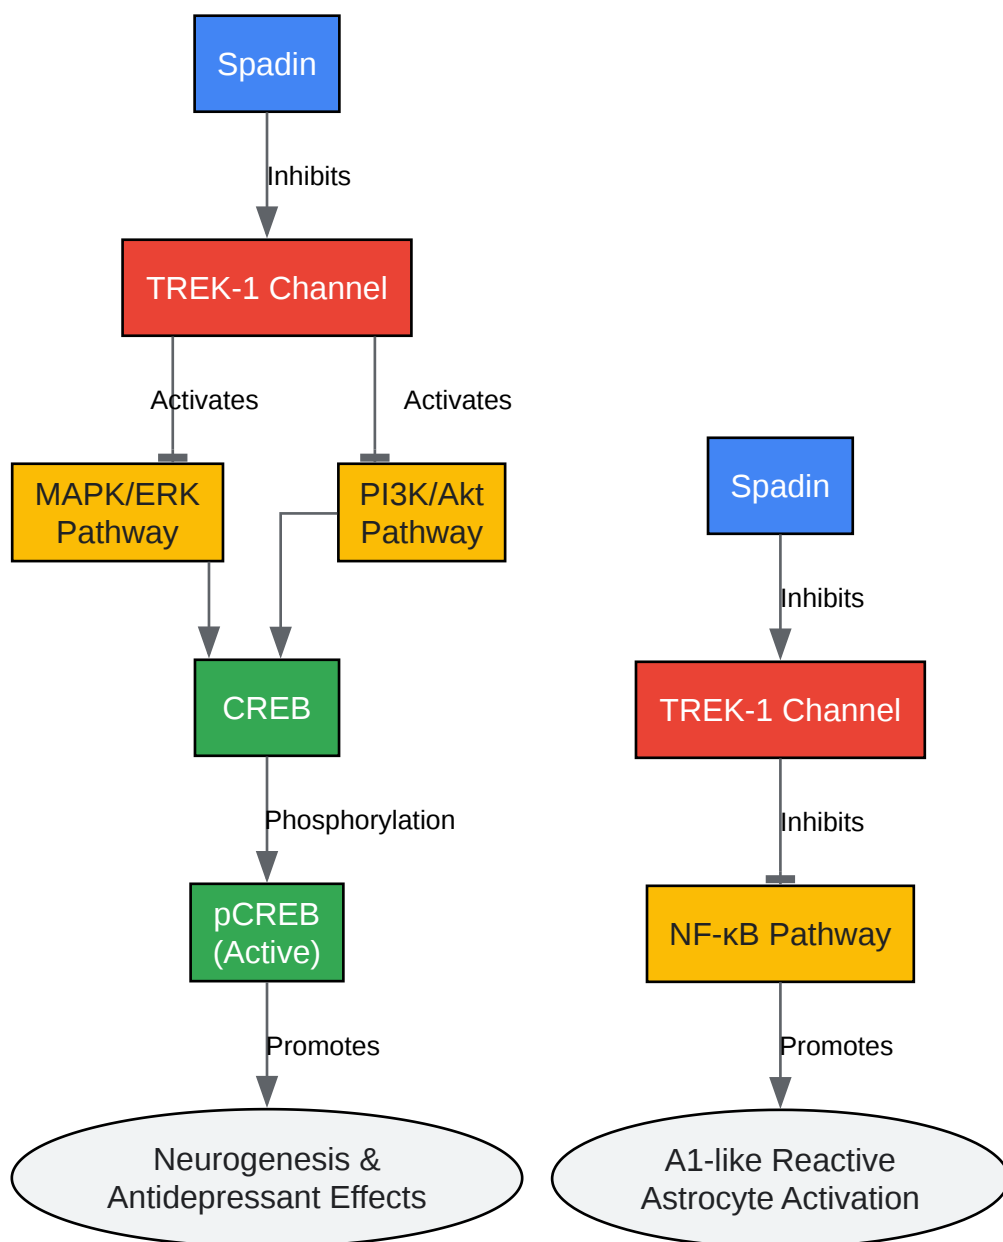 Spadin
Inhibits
TREK-1 Channel
Activates
Activates
MAPK/ERK
Pathway
PI3K/Akt
Pathway
CREB
Phosphorylation
pCREB
(Active)
Promotes
Neurogenesis &
Antidepressant Effects
Spadin
Inhibits
TREK-1 Channel
Inhibits
NF-κB Pathway
Promotes
A1-like Reactive
Astrocyte Activation